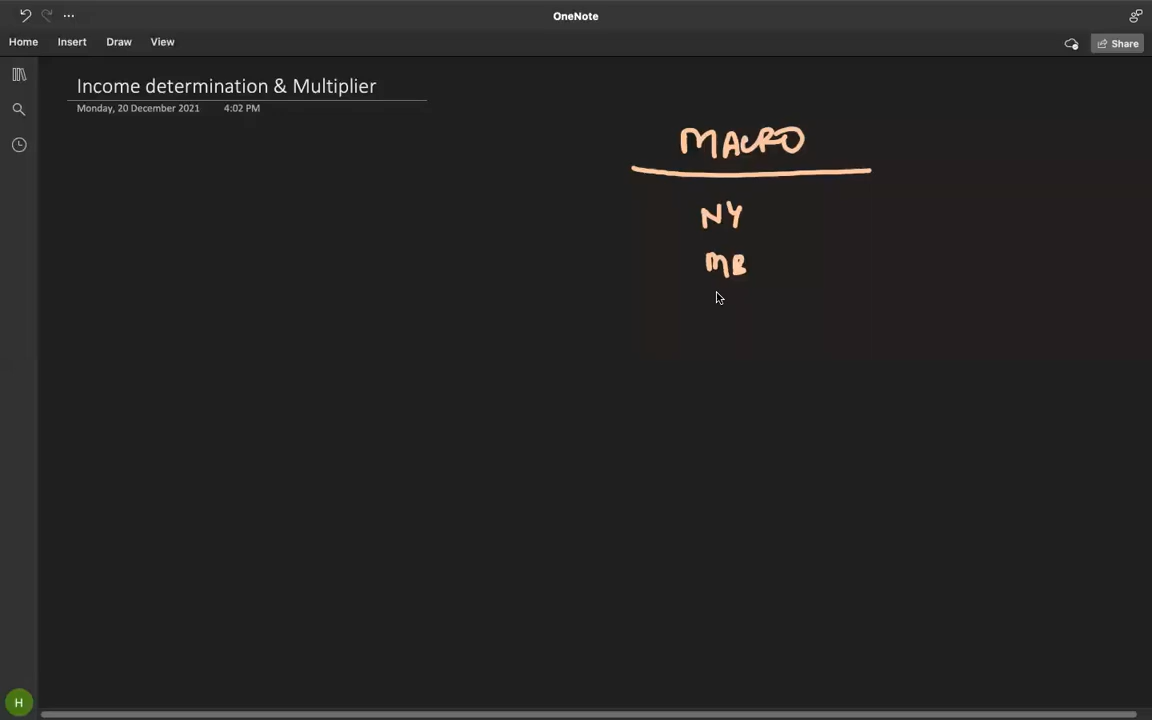 OneNote
Home Insert Draw View Share
Income determination & Multiplier
Monday, 20 December 2021 4:02 PM
MACRO
NY
MB
H